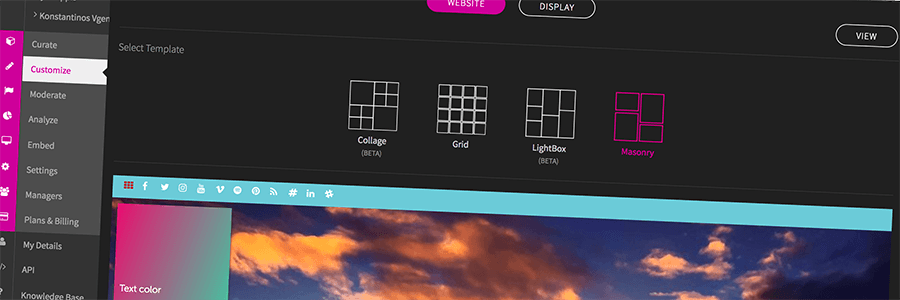 Konstantinos Vgen
WEBSITE
DISPLAY
VIEW
Curate
Customize
Moderate
Analyze
Embed
Settings
Managers
Plans & Billing
My Details
API
Knowledge Base
Select Template
Collage
(BETA)
Grid
LightBox
(BETA)
Masonry
Text color